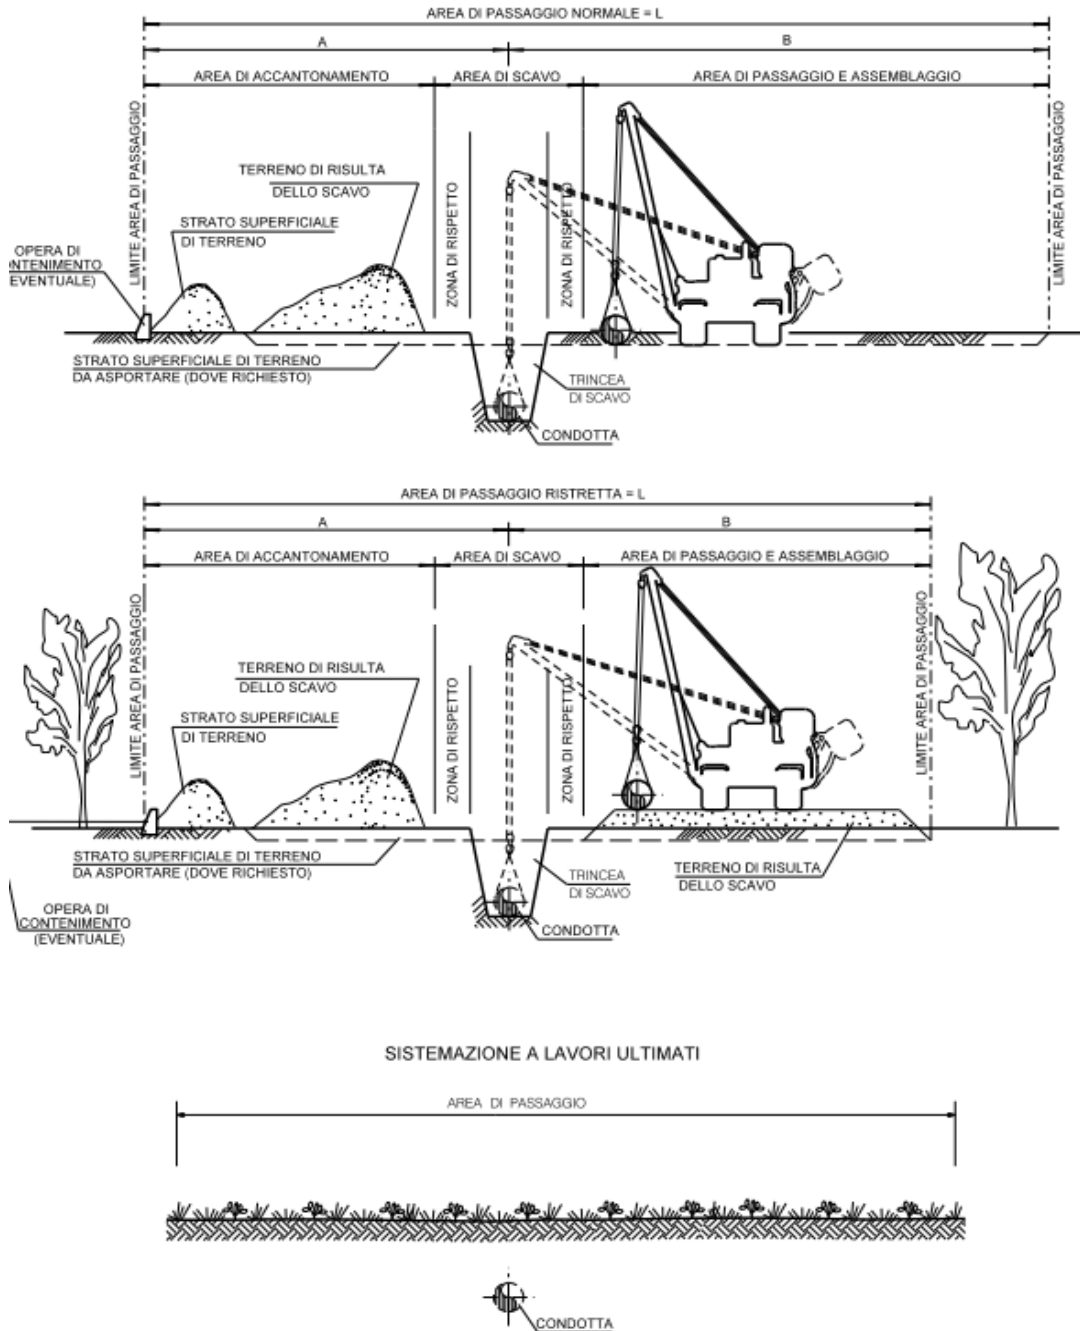 AREA DI PASSAGGIO NORMALE = L
A
B
AREA DI ACCANTONAMENTO
AREA DI SCAVO
AREA DI PASSAGGIO E ASSEMBLAGGIO
LIMITE AREA DI PASSAGGIO
LIMITE AREA DI PASSAGGIO
TERRENO DI RISULTA
DELLO SCAVO
ZONA DI RISPETTO
ZONA DI RISPETTO
STRATO SUPERFICIALE
DI TERRENO
OPERA DI
NTENIMENTO
EVENTUALE)
STRATO SUPERFICIALE DI TERRENO
DA ASPORTARE (DOVE RICHIESTO)
TRINCEA
DI SCAVO
CONDOTTA
AREA DI PASSAGGIO RISTRETTA = L
A
B
AREA DI ACCANTONAMENTO
AREA DI SCAVO
AREA DI PASSAGGIO E ASSEMBLAGGIO
LIMITE AREA DI PASSAGGIO
LIMITE AREA DI PASSAGGIO
TERRENO DI RISULTA
DELLO SCAVO
ZONA DI RISPETTO
ZONA DI RISPETTO
STRATO SUPERFICIALE
DI TERRENO
STRATO SUPERFICIALE DI TERRENO
DA ASPORTARE (DOVE RICHIESTO)
TRINCEA
DI SCAVO
TERRENO DI RISULTA
DELLO SCAVO
OPERA DI
CONTENIMENTO
(EVENTUALE)
CONDOTTA
SISTEMAZIONE A LAVORI ULTIMATI
AREA DI PASSAGGIO
CONDOTTA